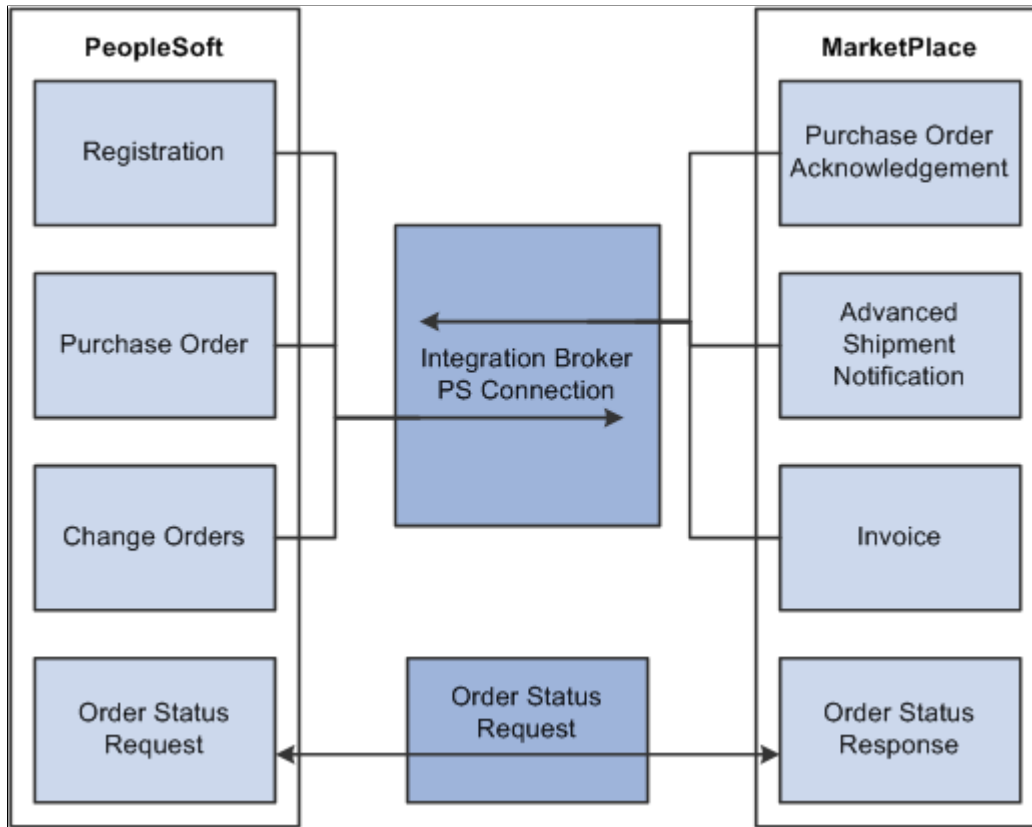 PeopleSoft
MarketPlace
Registration
Purchase Order
Acknowledgement
Purchase Order
Integration Broker
PS Connection
Advanced
Shipment
Notification
Change Orders
Invoice
Order Status
Request
Order Status
Request
Order Status
Response